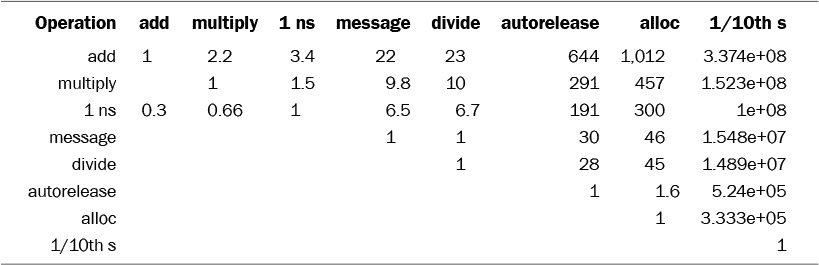 Operation add multiply 1 ns message divide autorelease alloc 1/10th s
add 1 2.2 3.4 22 23 644 1,012 3.374e+08
multiply 1 1.5 9.8 10 291 457 1.523e+08
1 ns 0.3 0.66 1 6.5 6.7 191 300 1e+08
message 1 1 30 46 1.548e+07
divide 1 28 45 1.489e+07
autorelease 1 1.6 5.24e+05
alloc 1 3.333e+05
1/10th s 1